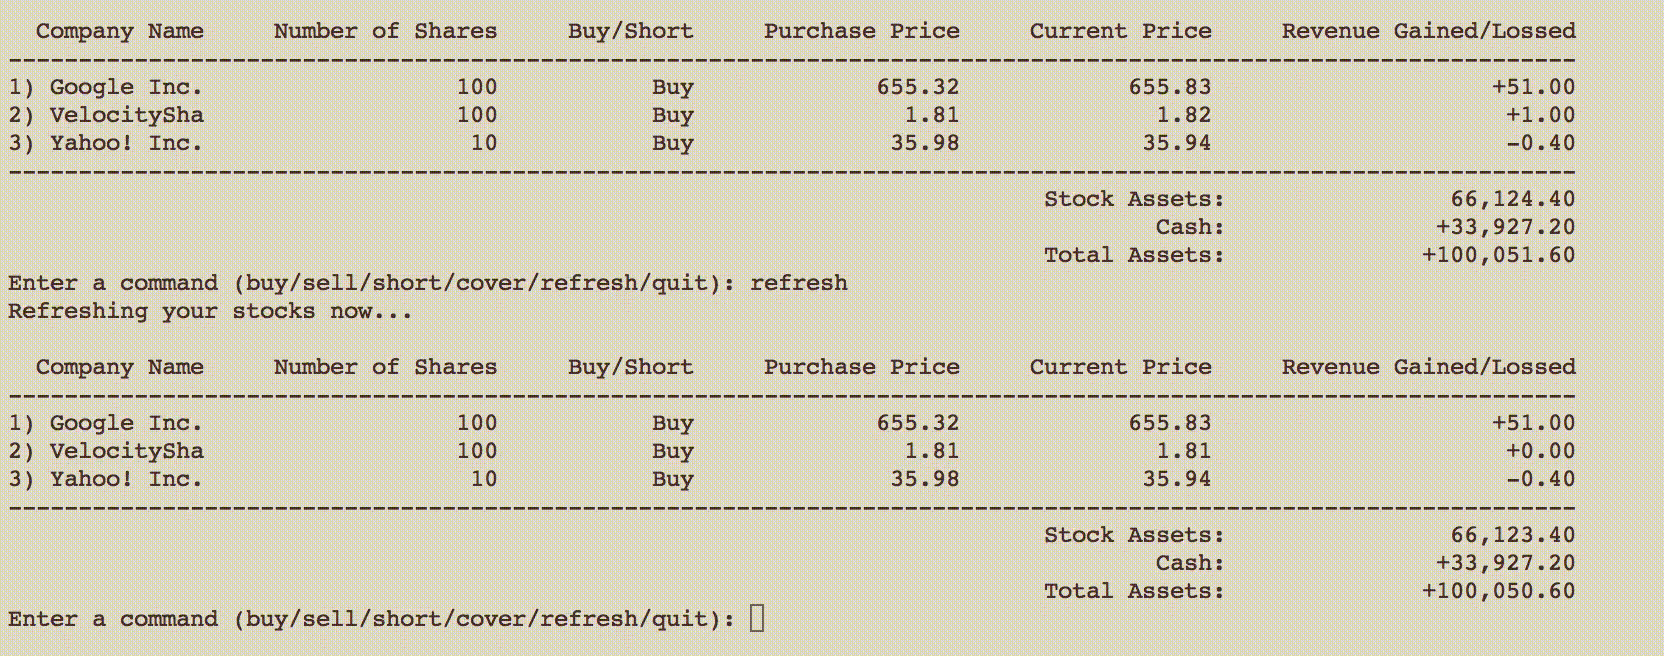 Company Name Number of Shares Buy/Short Purchase Price Current Price Revenue Gained/Lossed
----------------------------------------------------------------------------------------------------------------
1) Google Inc. 100 Buy 655.32 655.83 +51.00
2) VelocitySha 100 Buy 1.81 1.82 +1.00
3) Yahoo! Inc. 10 Buy 35.98 35.94 -0.40
----------------------------------------------------------------------------------------------------------------
Stock Assets: 66,124.40
Cash: +33,927.20
Total Assets: +100,051.60
Enter a command (buy/sell/short/cover/refresh/quit): refresh
Refreshing your stocks now...
Company Name Number of Shares Buy/Short Purchase Price Current Price Revenue Gained/Lossed
----------------------------------------------------------------------------------------------------------------
1) Google Inc. 100 Buy 655.32 655.83 +51.00
2) VelocitySha 100 Buy 1.81 1.81 +0.00
3) Yahoo! Inc. 10 Buy 35.98 35.94 -0.40
----------------------------------------------------------------------------------------------------------------
Stock Assets: 66,123.40
Cash: +33,927.20
Total Assets: +100,050.60
Enter a command (buy/sell/short/cover/refresh/quit):